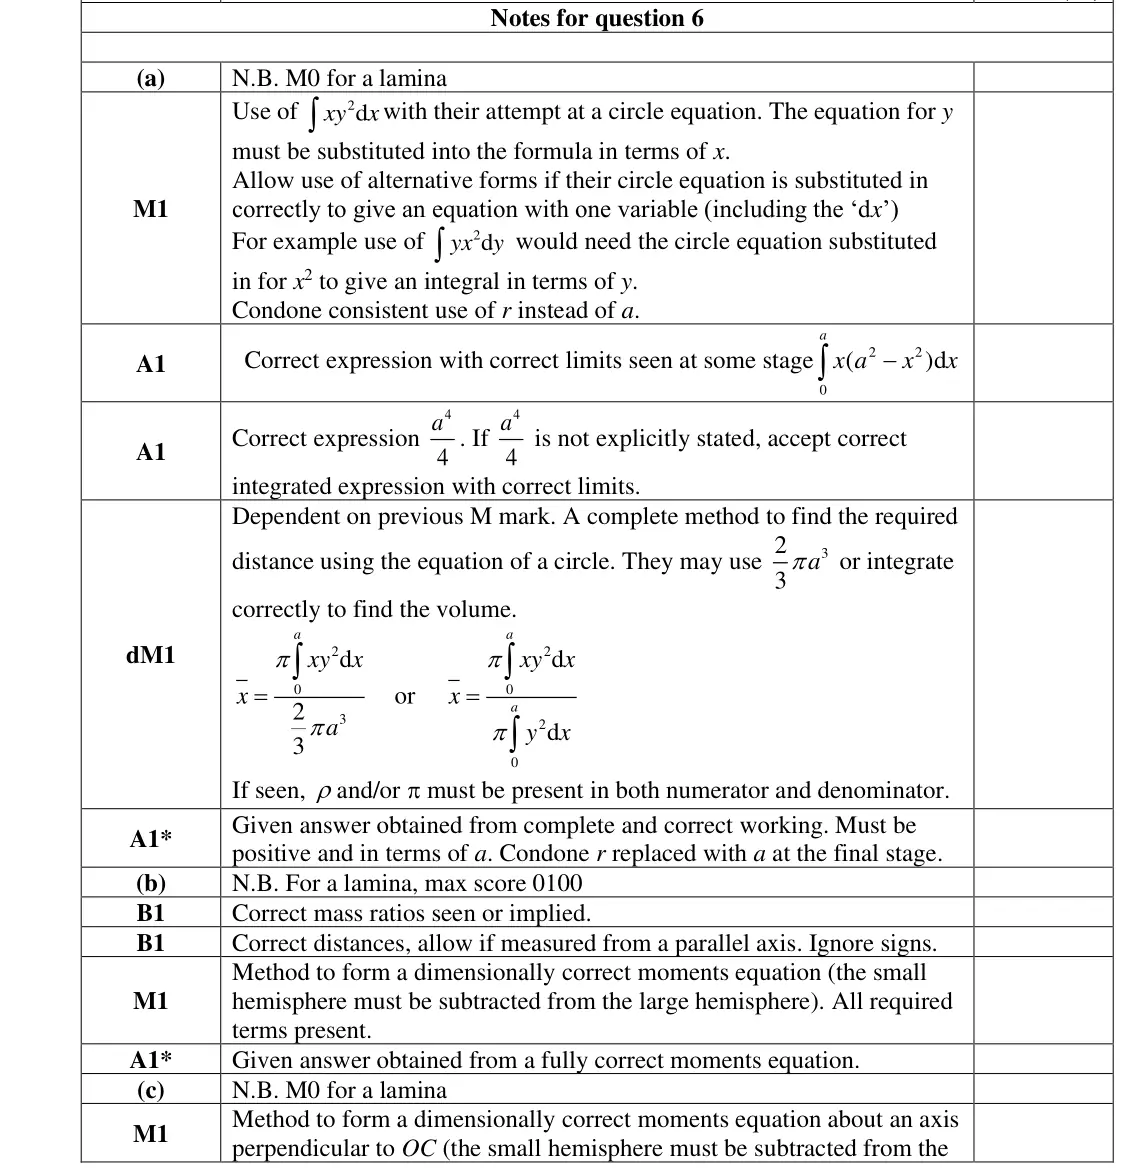 Notes for question 6
(a) N.B. M0 for a lamina
Use of ∫xy²dx with their attempt at a circle equation. The equation for y
must be substituted into the formula in terms of x.
Allow use of alternative forms if their circle equation is substituted in
M1 correctly to give an equation with one variable (including the ‘dx’)
For example use of ∫yx²dy would need the circle equation substituted
in for x² to give an integral in terms of y.
Condone consistent use of r instead of a.
A1 Correct expression with correct limits seen at some stage ∫₀ᵃ x(a² − x²)dx
A1 Correct expression a⁴/4 . If a⁴/4 is not explicitly stated, accept correct
integrated expression with correct limits.
Dependent on previous M mark. A complete method to find the required
distance using the equation of a circle. They may use 2/3 πa³ or integrate
correctly to find the volume.
dM1 x̄ = π∫₀ᵃ xy²dx / (2/3 πa³) or x̄ = π∫₀ᵃ xy²dx / π∫₀ᵃ y²dx
If seen, ρ and/or π must be present in both numerator and denominator.
A1* Given answer obtained from complete and correct working. Must be
positive and in terms of a. Condone r replaced with a at the final stage.
(b) N.B. For a lamina, max score 0100
B1 Correct mass ratios seen or implied.
B1 Correct distances, allow if measured from a parallel axis. Ignore signs.
Method to form a dimensionally correct moments equation (the small
M1 hemisphere must be subtracted from the large hemisphere). All required
terms present.
A1* Given answer obtained from a fully correct moments equation.
(c) N.B. M0 for a lamina
M1 Method to form a dimensionally correct moments equation about an axis
perpendicular to OC (the small hemisphere must be subtracted from the